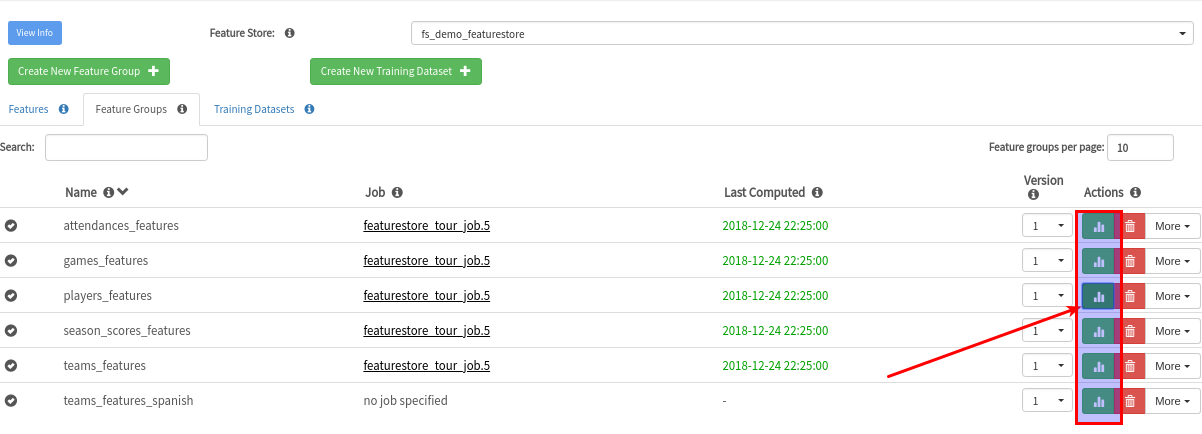 View Info Feature Store: fs_demo_featurestore
Create New Feature Group Create New Training Dataset
Features Feature Groups Training Datasets
Search: Feature groups per page: 10
Name Job Last Computed Version Actions
attendances_features featurestore_tour_job.5 2018-12-24 22:25:00 1 More
games_features featurestore_tour_job.5 2018-12-24 22:25:00 1 More
players_features featurestore_tour_job.5 2018-12-24 22:25:00 1 More
season_scores_features featurestore_tour_job.5 2018-12-24 22:25:00 1 More
teams_features featurestore_tour_job.5 2018-12-24 22:25:00 1 More
teams_features_spanish no job specified - 1 More